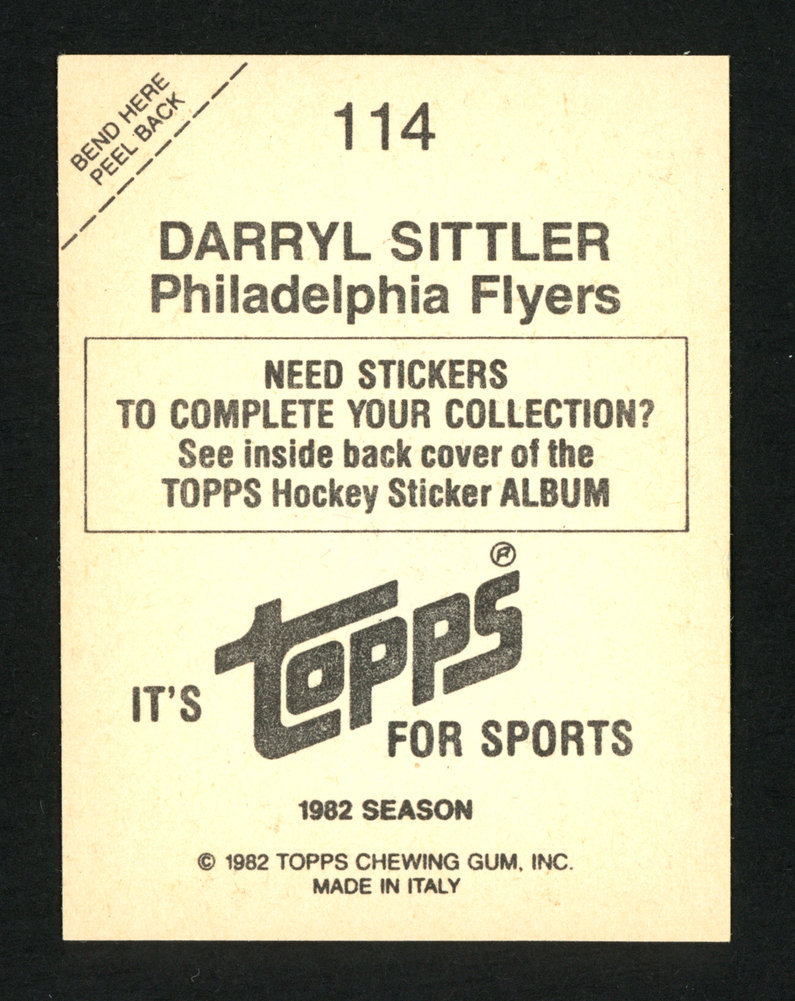 BEND HERE
PEEL BACK
114
DARRYL SITTLER
Philadelphia Flyers
NEED STICKERS
TO COMPLETE YOUR COLLECTION?
See inside back cover of the
TOPPS Hockey Sticker ALBUM
IT'S topps® FOR SPORTS
1982 SEASON
© 1982 TOPPS CHEWING GUM, INC.
MADE IN ITALY